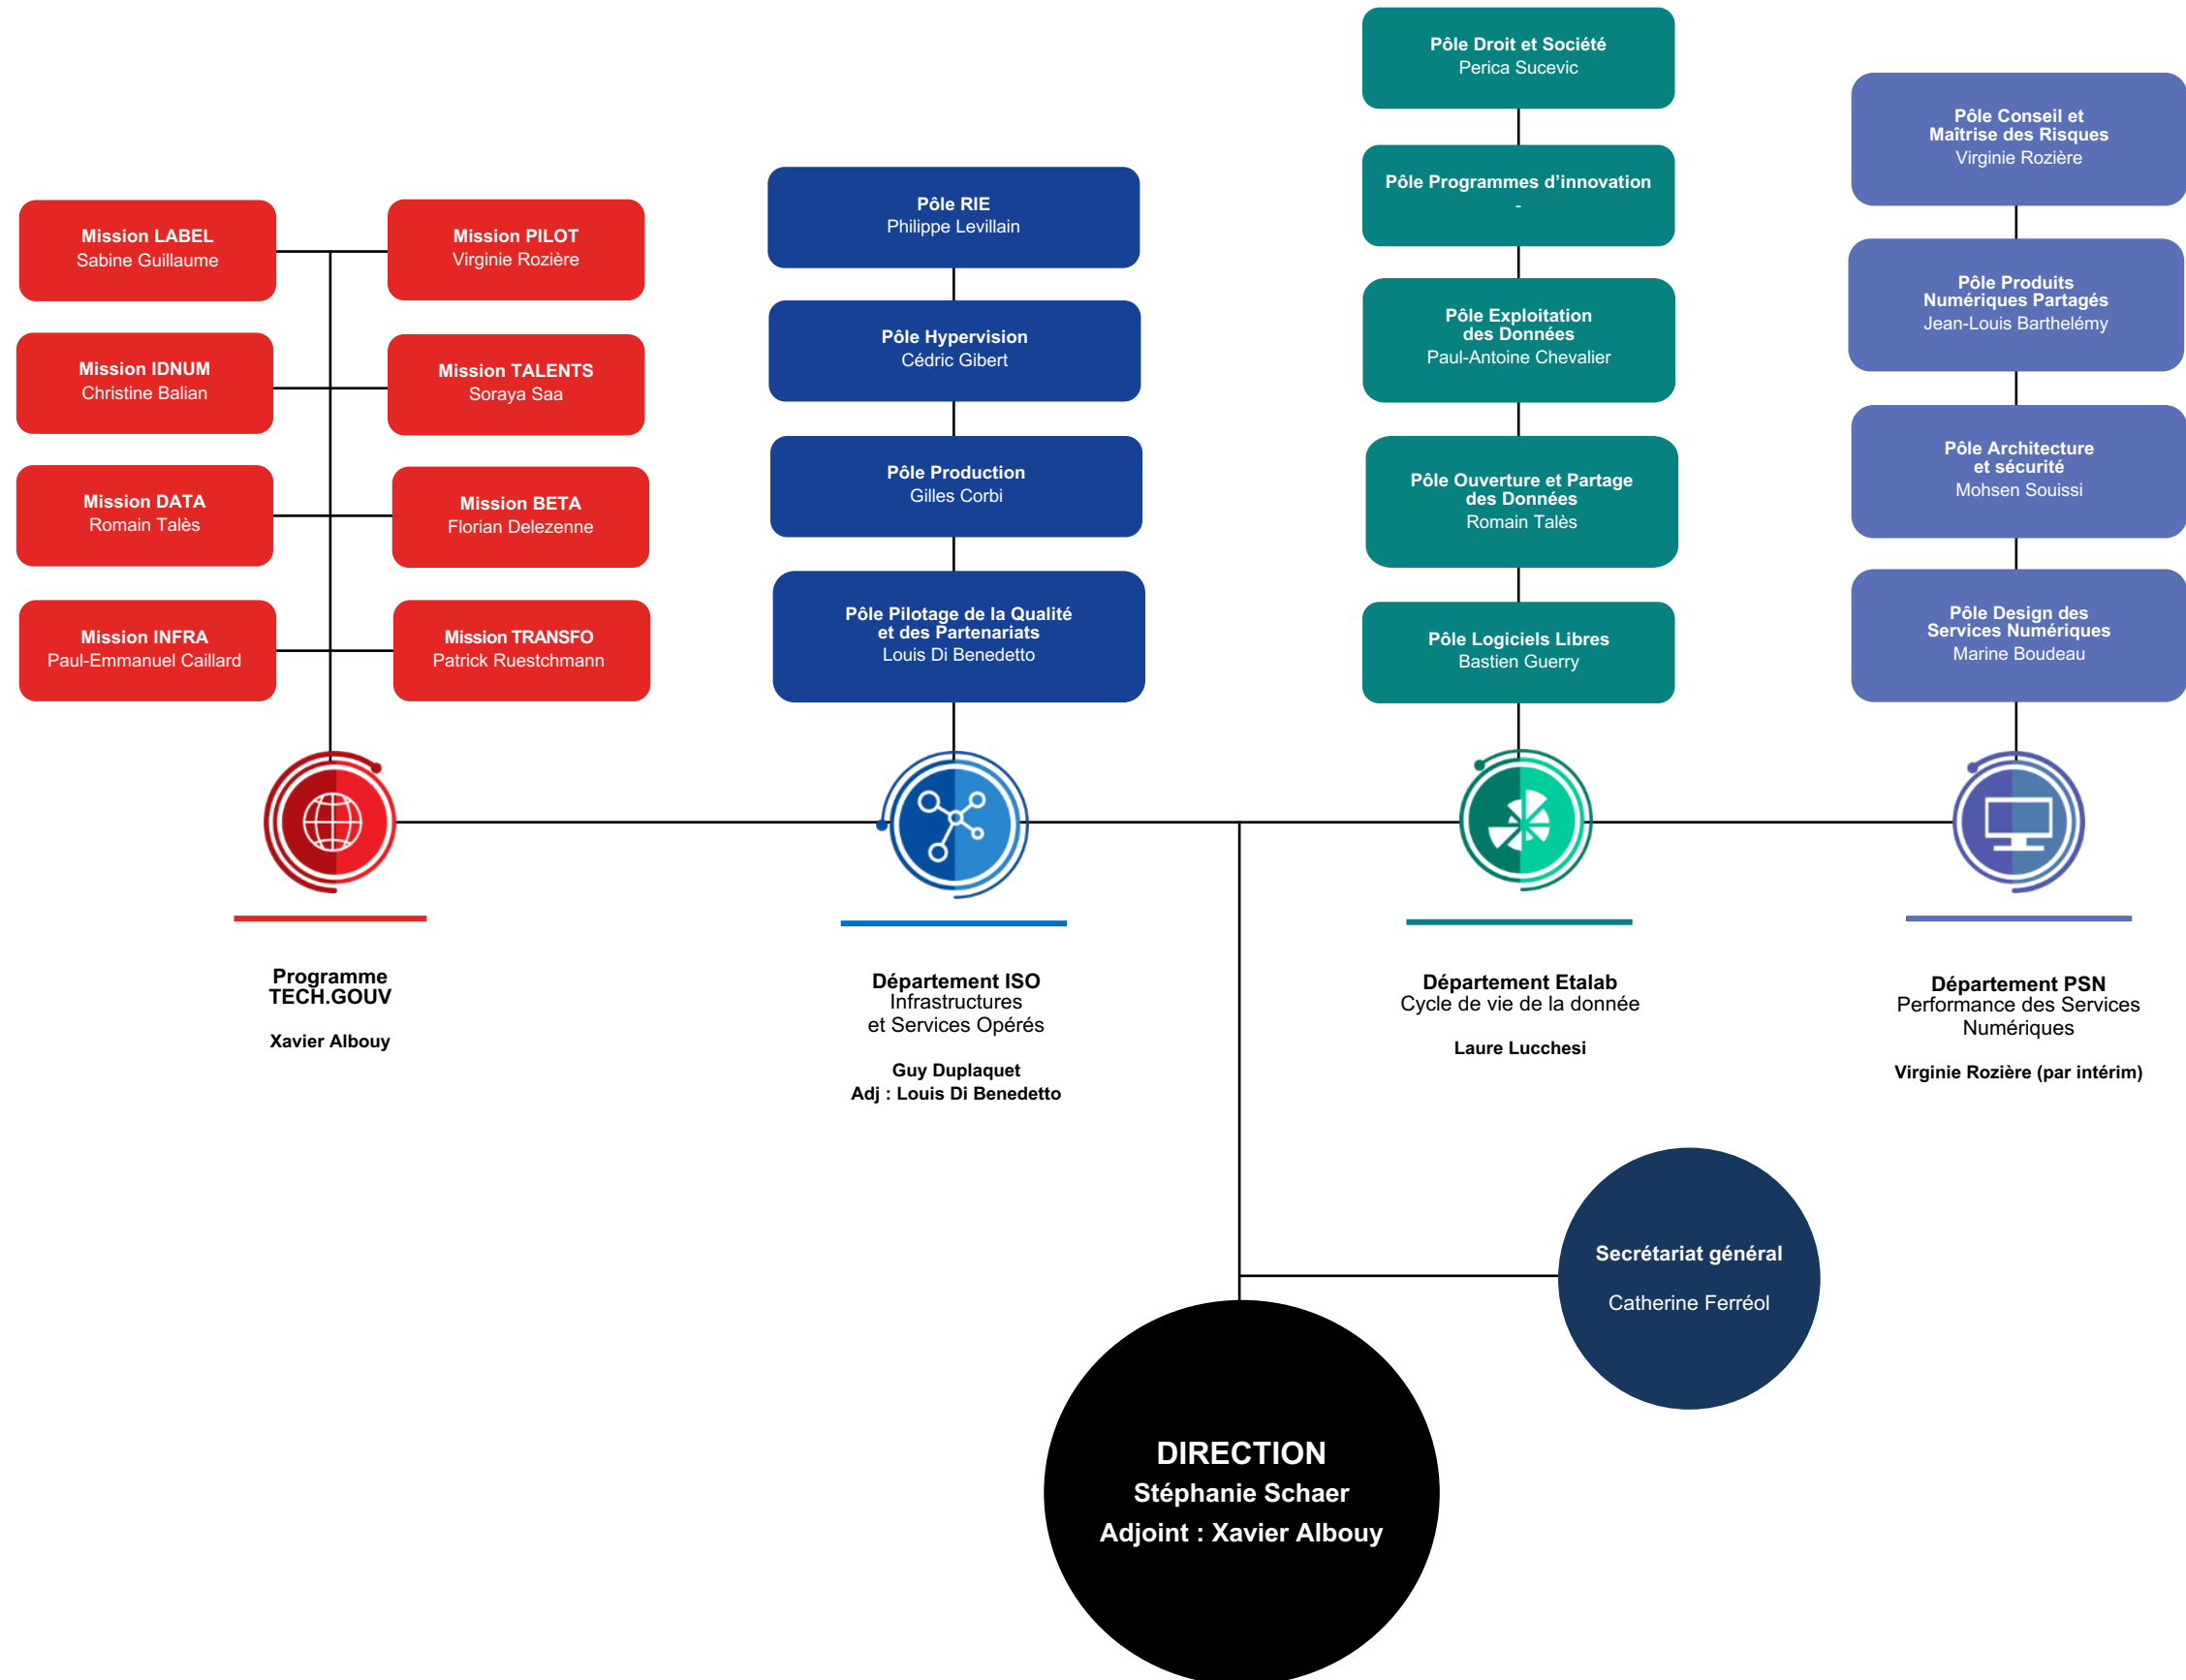 Mission LABEL
Sabine Guillaume
Mission PILOT
Virginie Rozière
Mission IDNUM
Christine Balian
Mission TALENTS
Soraya Saa
Mission DATA
Romain Talès
Mission BETA
Florian Delezenne
Mission INFRA
Paul-Emmanuel Caillard
Mission TRANSFO
Patrick Ruestchmann
Programme
TECH.GOUV
Xavier Albouy
Pôle RIE
Philippe Levillain
Pôle Hypervision
Cédric Gibert
Pôle Production
Gilles Corbi
Pôle Pilotage de la Qualité
et des Partenariats
Louis Di Benedetto
Département ISO
Infrastructures
et Services Opérés
Guy Duplaquet
Adj : Louis Di Benedetto
Pôle Droit et Société
Perica Sucevic
Pôle Programmes d’innovation
-
Pôle Exploitation
des Données
Paul-Antoine Chevalier
Pôle Ouverture et Partage
des Données
Romain Talès
Pôle Logiciels Libres
Bastien Guerry
Département Etalab
Cycle de vie de la donnée
Laure Lucchesi
Pôle Conseil et
Maîtrise des Risques
Virginie Rozière
Pôle Produits
Numériques Partagés
Jean-Louis Barthelémy
Pôle Architecture
et sécurité
Mohsen Souissi
Pôle Design des
Services Numériques
Marine Boudeau
Département PSN
Performance des Services
Numériques
Virginie Rozière (par intérim)
Secrétariat général
Catherine Ferréol
DIRECTION
Stéphanie Schaer
Adjoint : Xavier Albouy